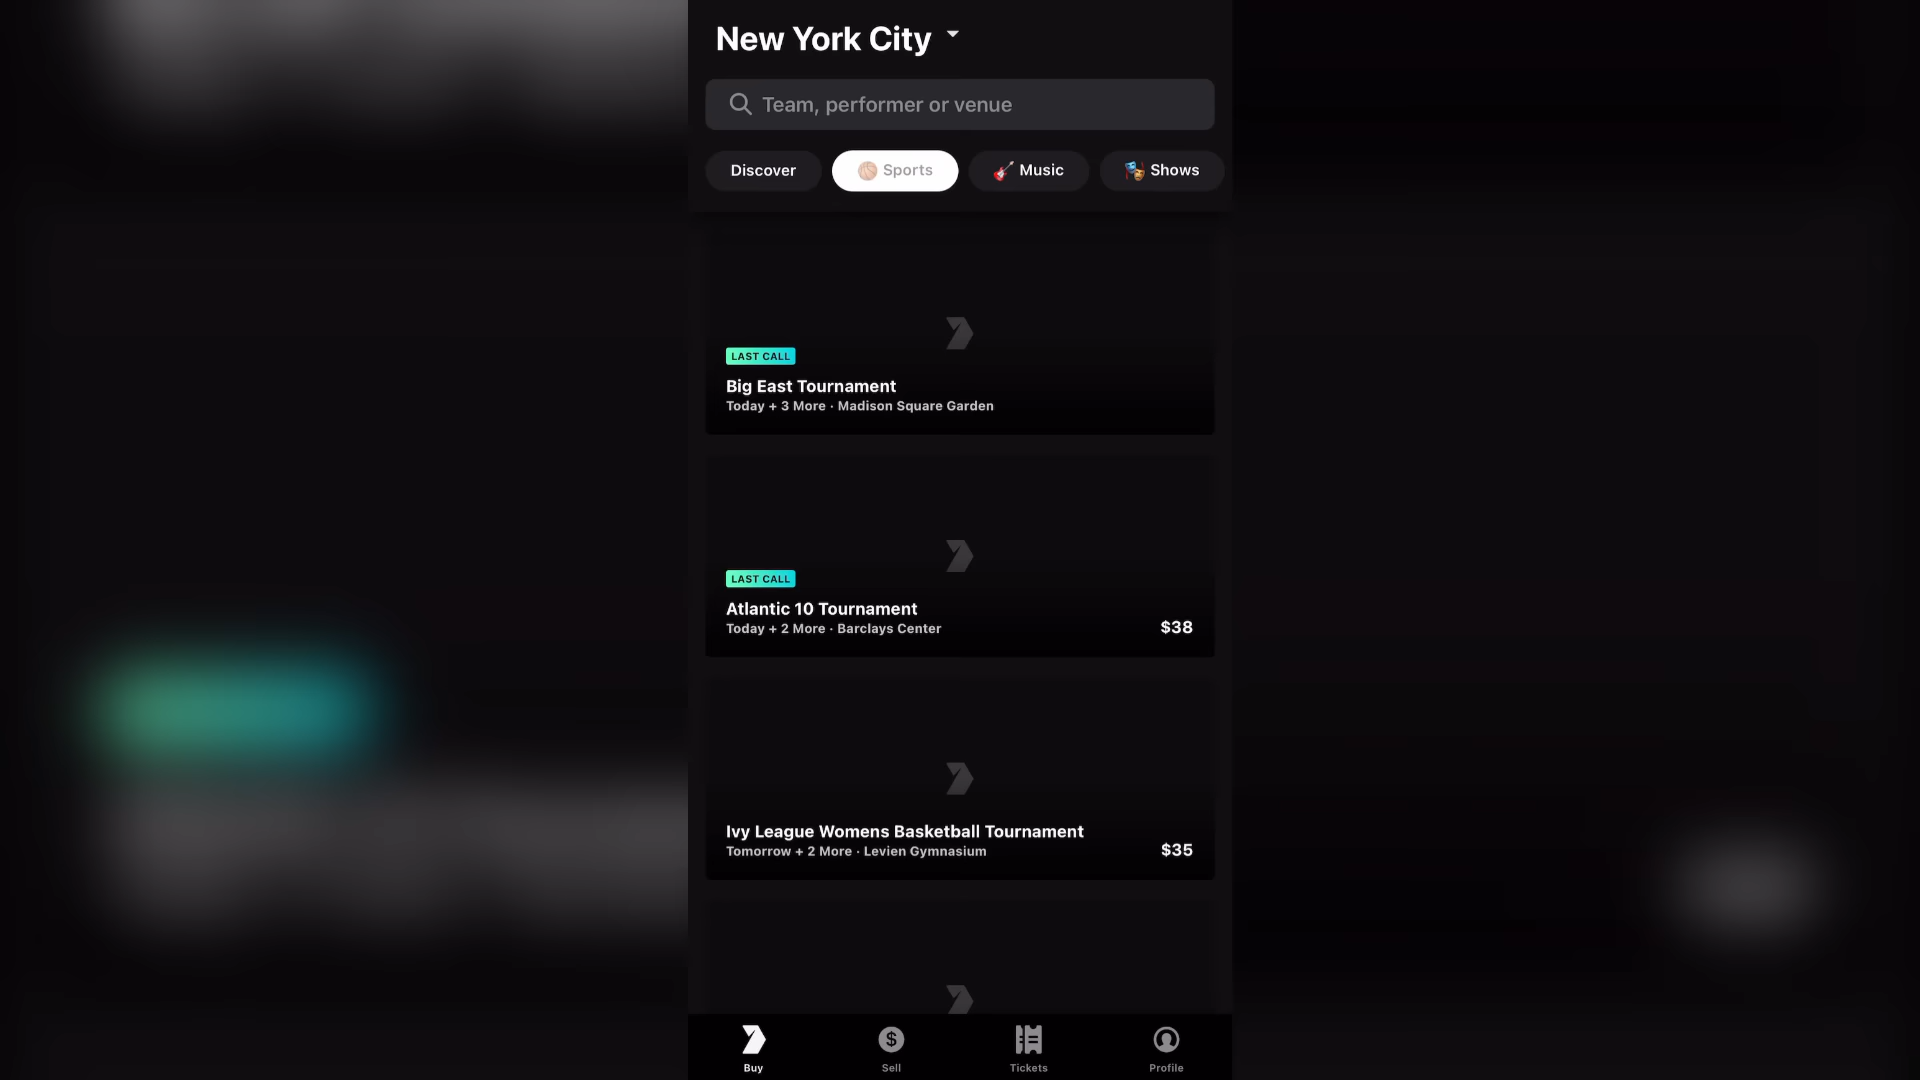 New York City
Team, performer or venue
Discover
Sports
Music
Shows
LAST CALL
Big East Tournament
Today + 3 More · Madison Square Garden
LAST CALL
Atlantic 10 Tournament
Today + 2 More · Barclays Center
$38
Ivy League Womens Basketball Tournament
Tomorrow + 2 More · Levien Gymnasium
$35
Buy
Sell
Tickets
Profile